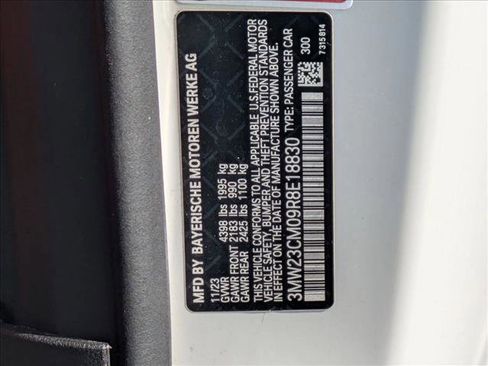 MFD BY BAYERISCHE MOTOREN WERKE AG
11/23
GVWR 4398 lbs 1995 kg
GAWR FRONT 2183 lbs 990 kg
GAWR REAR 2425 lbs 1100 kg
THIS VEHICLE CONFORMS TO ALL APPLICABLE U.S. FEDERAL MOTOR
VEHICLE SAFETY, BUMPER AND THEFT PREVENTION STANDARDS
IN EFFECT ON THE DATE OF MANUFACTURE SHOWN ABOVE.
3MW23CM09R8E18830 TYPE: PASSENGER CAR
300
7315814